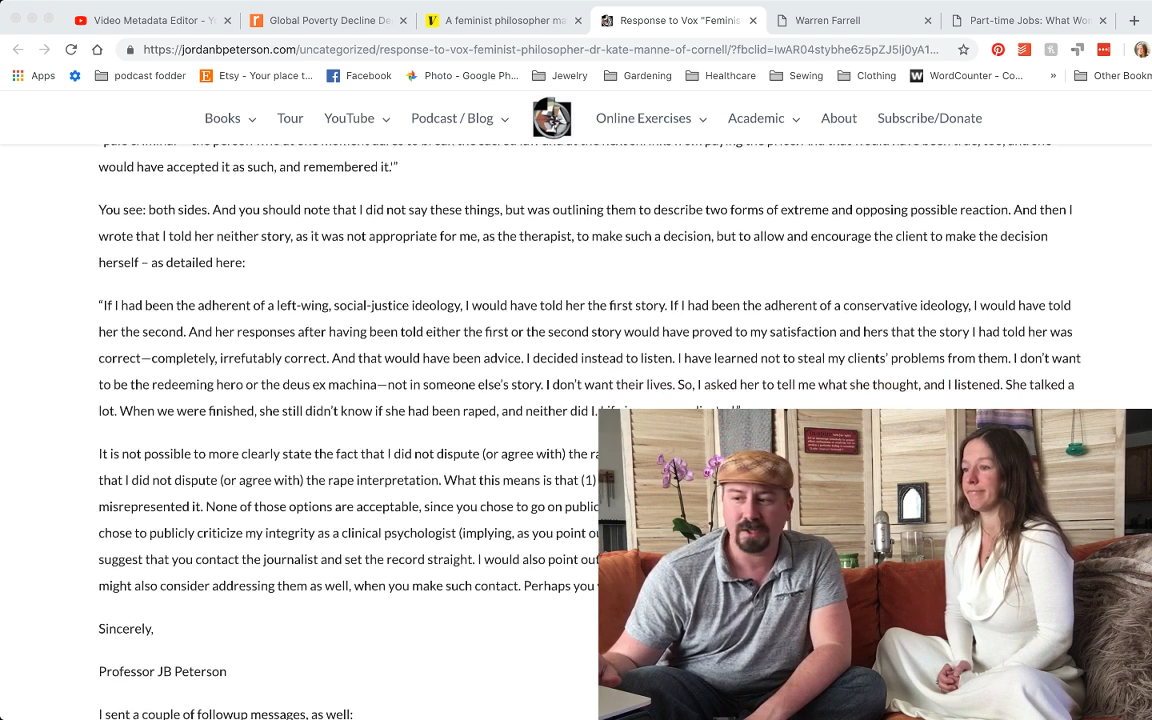 Video Metadata Editor - Y
Global Poverty Decline De
A feminist philosopher ma
Response to Vox "Feminis
Warren Farrell
Part-time Jobs: What Wo
https://jordanbpeterson.com/uncategorized/response-to-vox-feminist-philosopher-dr-kate-manne-of-cornell/?fbclid=IwAR04stybhe6z5pZJ5Ij0yA1...
Apps
podcast fodder
Etsy - Your place t...
Facebook
Photo - Google Ph...
Jewelry
Gardening
Healthcare
Sewing
Clothing
WordCounter - Co...
»
Other Bookm
Books
Tour
YouTube
Podcast / Blog
Online Exercises
Academic
About
Subscribe/Donate
would have accepted it as such, and remembered it.'”
You see: both sides. And you should note that I did not say these things, but was outlining them to describe two forms of extreme and opposing possible reaction. And then I
wrote that I told her neither story, as it was not appropriate for me, as the therapist, to make such a decision, but to allow and encourage the client to make the decision
herself – as detailed here:
“If I had been the adherent of a left-wing, social-justice ideology, I would have told her the first story. If I had been the adherent of a conservative ideology, I would have told
her the second. And her responses after having been told either the first or the second story would have proved to my satisfaction and hers that the story I had told her was
correct—completely, irrefutably correct. And that would have been advice. I decided instead to listen. I have learned not to steal my clients’ problems from them. I don’t want
to be the redeeming hero or the deus ex machina—not in someone else’s story. I don’t want their lives. So, I asked her to tell me what she thought, and I listened. She talked a
lot. When we were finished, she still didn’t know if she had been raped, and neither did I.
It is not possible to more clearly state the fact that I did not dispute (or agree with) the ra
that I did not dispute (or agree with) the rape interpretation. What this means is that (1)
misrepresented it. None of those options are acceptable, since you chose to go on public
chose to publicly criticize my integrity as a clinical psychologist (implying, as you point ou
suggest that you contact the journalist and set the record straight. I would also point out
might also consider addressing them as well, when you make such contact. Perhaps you
Sincerely,
Professor JB Peterson
I sent a couple of followup messages, as well: